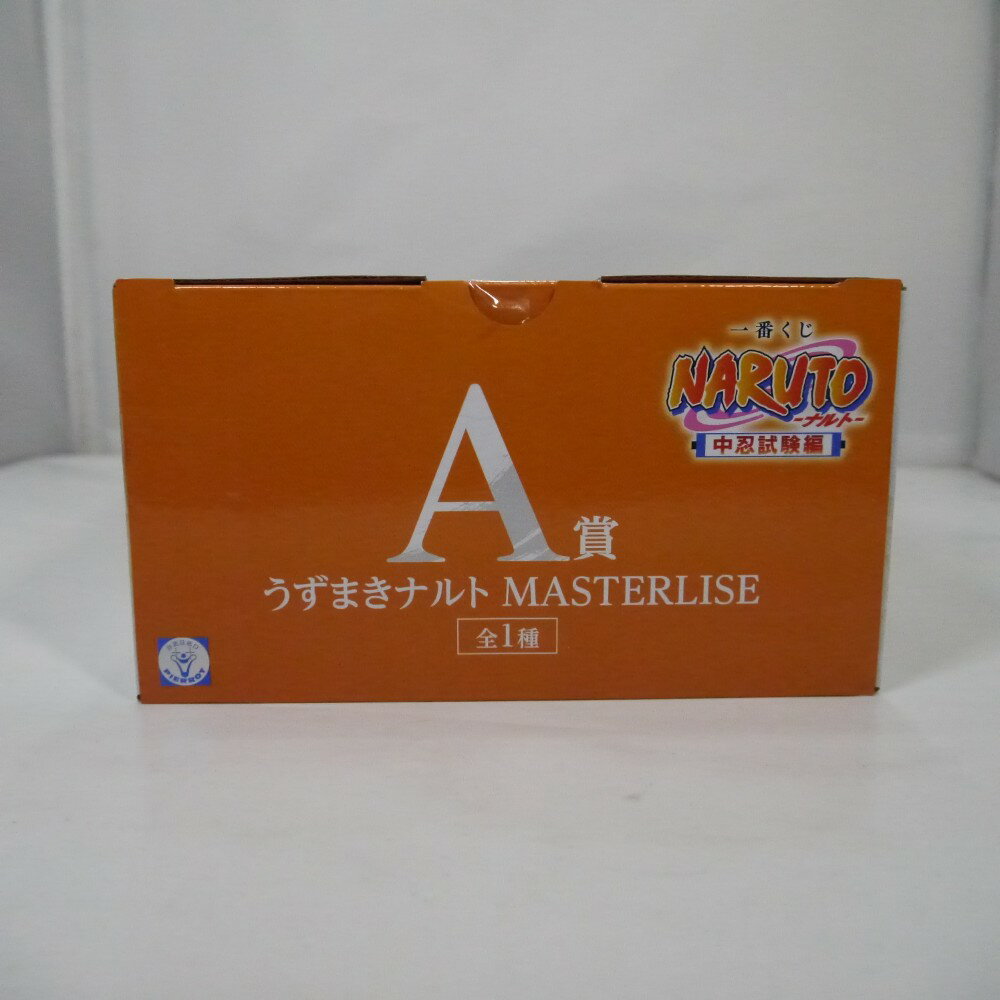 一番くじ
NARUTO
-ナルト-
中忍試験編
A賞
うずまきナルト MASTERLISE
全1種
PIERROT